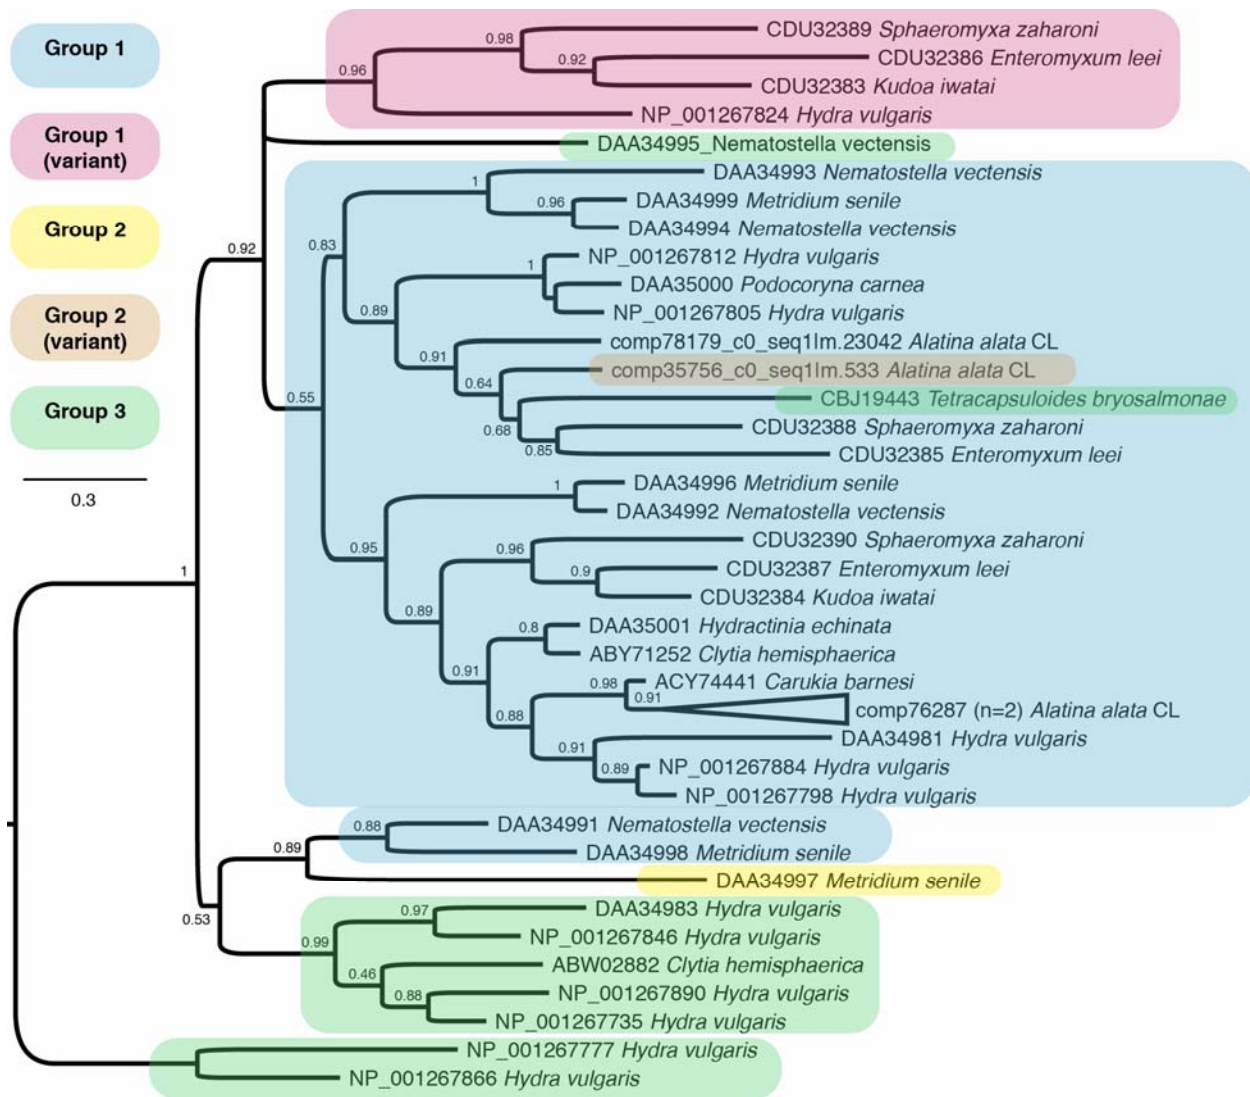 Group 1
Group 1
(variant)
Group 2
Group 2
(variant)
Group 3
0.3
0.98
CDU32389 Sphaeromyxa zaharoni
0.92
CDU32386 Enteromyxum leei
0.96
CDU32383 Kudoa iwatai
NP_001267824 Hydra vulgaris
DAA34995_Nematostella vectensis
1
DAA34993 Nematostella vectensis
0.96
DAA34999 Metridium senile
DAA34994 Nematostella vectensis
0.92
0.83
1
NP_001267812 Hydra vulgaris
DAA35000 Podocoryna carnea
0.89
NP_001267805 Hydra vulgaris
comp78179_c0_seq1lm.23042 Alatina alata CL
0.91
comp35756_c0_seq1lm.533 Alatina alata CL
0.64
CBJ19443 Tetracapsuloides bryosalmonae
0.55
0.68
CDU32388 Sphaeromyxa zaharoni
0.85
CDU32385 Enteromyxum leei
1
DAA34996 Metridium senile
DAA34992 Nematostella vectensis
0.95
0.96
CDU32390 Sphaeromyxa zaharoni
0.9
CDU32387 Enteromyxum leei
1
CDU32384 Kudoa iwatai
0.89
0.8
DAA35001 Hydractinia echinata
ABY71252 Clytia hemisphaerica
0.91
0.98
ACY74441 Carukia barnesi
0.91
comp76287 (n=2) Alatina alata CL
0.88
DAA34981 Hydra vulgaris
0.91
0.89
NP_001267884 Hydra vulgaris
NP_001267798 Hydra vulgaris
0.88
DAA34991 Nematostella vectensis
0.89
DAA34998 Metridium senile
DAA34997 Metridium senile
0.53
0.97
DAA34983 Hydra vulgaris
NP_001267846 Hydra vulgaris
0.99
ABW02882 Clytia hemisphaerica
0.46
0.88
NP_001267890 Hydra vulgaris
NP_001267735 Hydra vulgaris
NP_001267777 Hydra vulgaris
NP_001267866 Hydra vulgaris